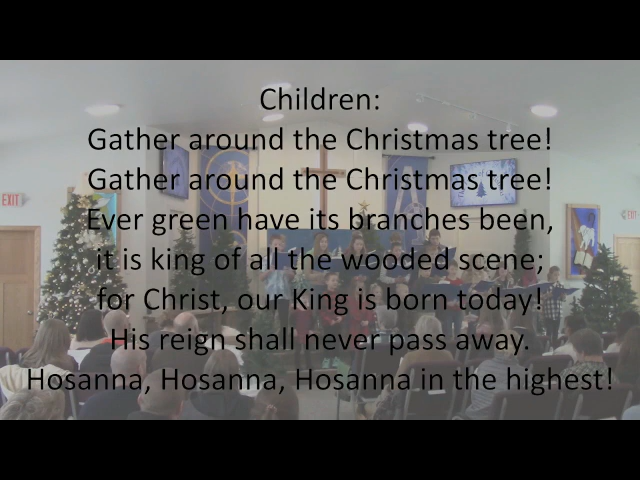 Children:
Gather around the Christmas tree!
Gather around the Christmas tree!
Ever green have its branches been,
it is king of all the wooded scene;
for Christ, our King is born today!
His reign shall never pass away.
Hosanna, Hosanna, Hosanna in the highest!
EXIT
EXIT